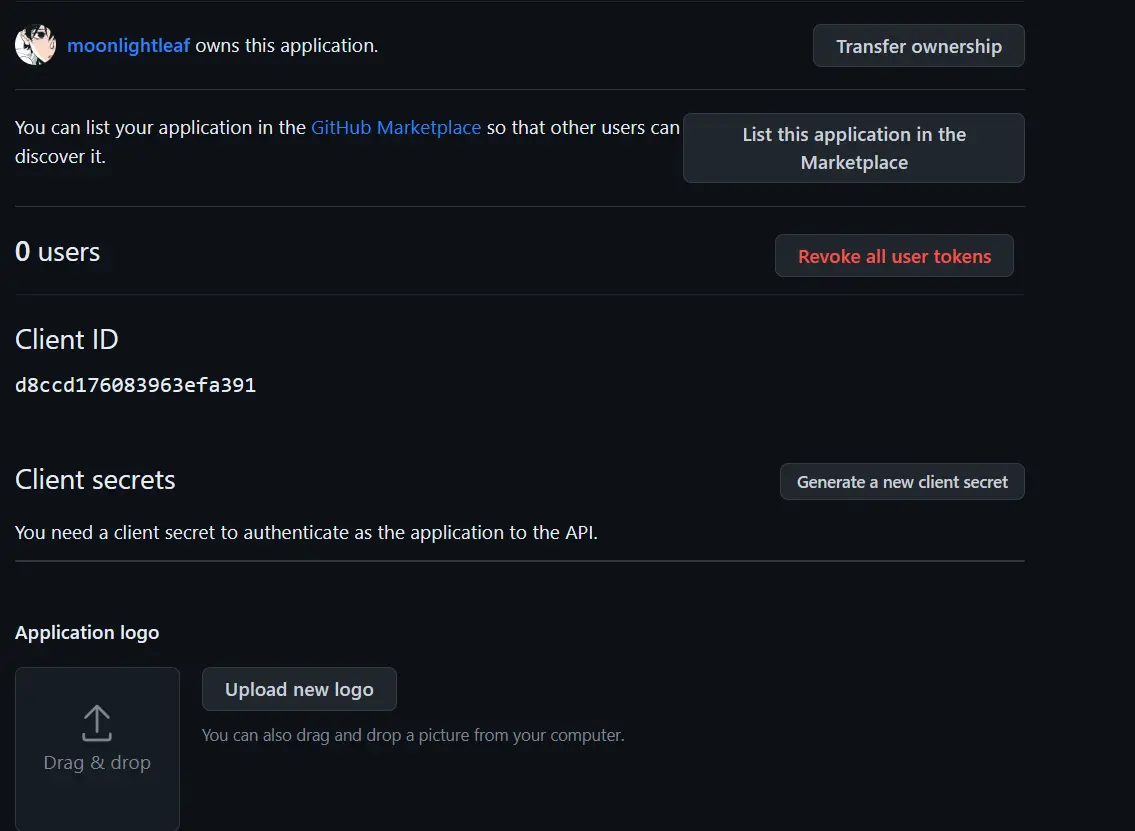 moonlightleaf owns this application.
Transfer ownership
You can list your application in the GitHub Marketplace so that other users can
discover it.
List this application in the
Marketplace
0 users
Revoke all user tokens
Client ID
d8ccd176083963efa391
Client secrets
Generate a new client secret
You need a client secret to authenticate as the application to the API.
Application logo
Drag & drop
Upload new logo
You can also drag and drop a picture from your computer.